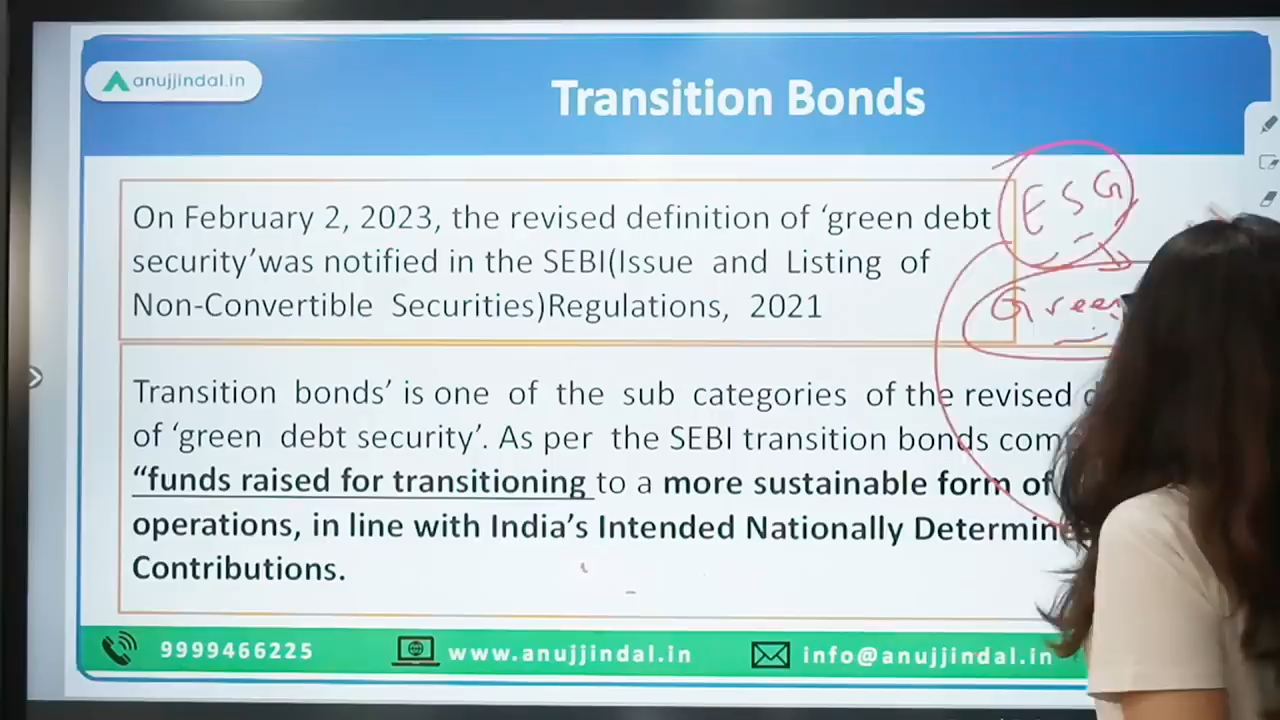 anujjindal.in
Transition Bonds
On February 2, 2023, the revised definition of ‘green debt
security’was notified in the SEBI(Issue and Listing of
Non-Convertible Securities)Regulations, 2021
ESG
Green
Transition bonds’ is one of the sub categories of the revised
of ‘green debt security’. As per the SEBI transition bonds
“funds raised for transitioning to a more sustainable form of
operations, in line with India’s Intended Nationally
Contributions.
9999466225
www.anujjindal.in
info@anujjindal.in